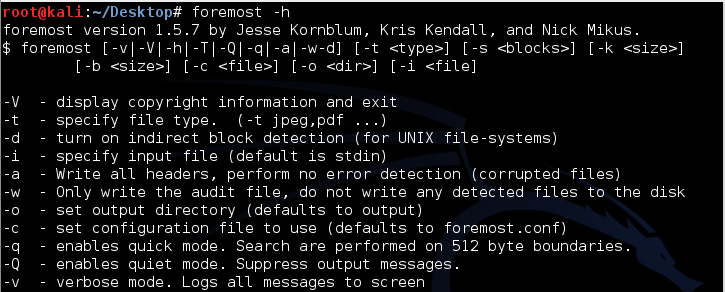 root@kali:~/Desktop# foremost -h
foremost version 1.5.7 by Jesse Kornblum, Kris Kendall, and Nick Mikus.
$ foremost [-v|-V|-h|-T|-Q|-q|-a|-w-d] [-t <type>] [-s <blocks>] [-k <size>]
        [-b <size>] [-c <file>] [-o <dir>] [-i <file]

-V  - display copyright information and exit
-t  - specify file type.  (-t jpeg,pdf ...)
-d  - turn on indirect block detection (for UNIX file-systems)
-i  - specify input file (default is stdin)
-a  - Write all headers, perform no error detection (corrupted files)
-w  - Only write the audit file, do not write any detected files to the disk
-o  - set output directory (defaults to output)
-c  - set configuration file to use (defaults to foremost.conf)
-q  - enables quick mode. Search are performed on 512 byte boundaries.
-Q  - enables quiet mode. Suppress output messages.
-v  - verbose mode. Logs all messages to screen